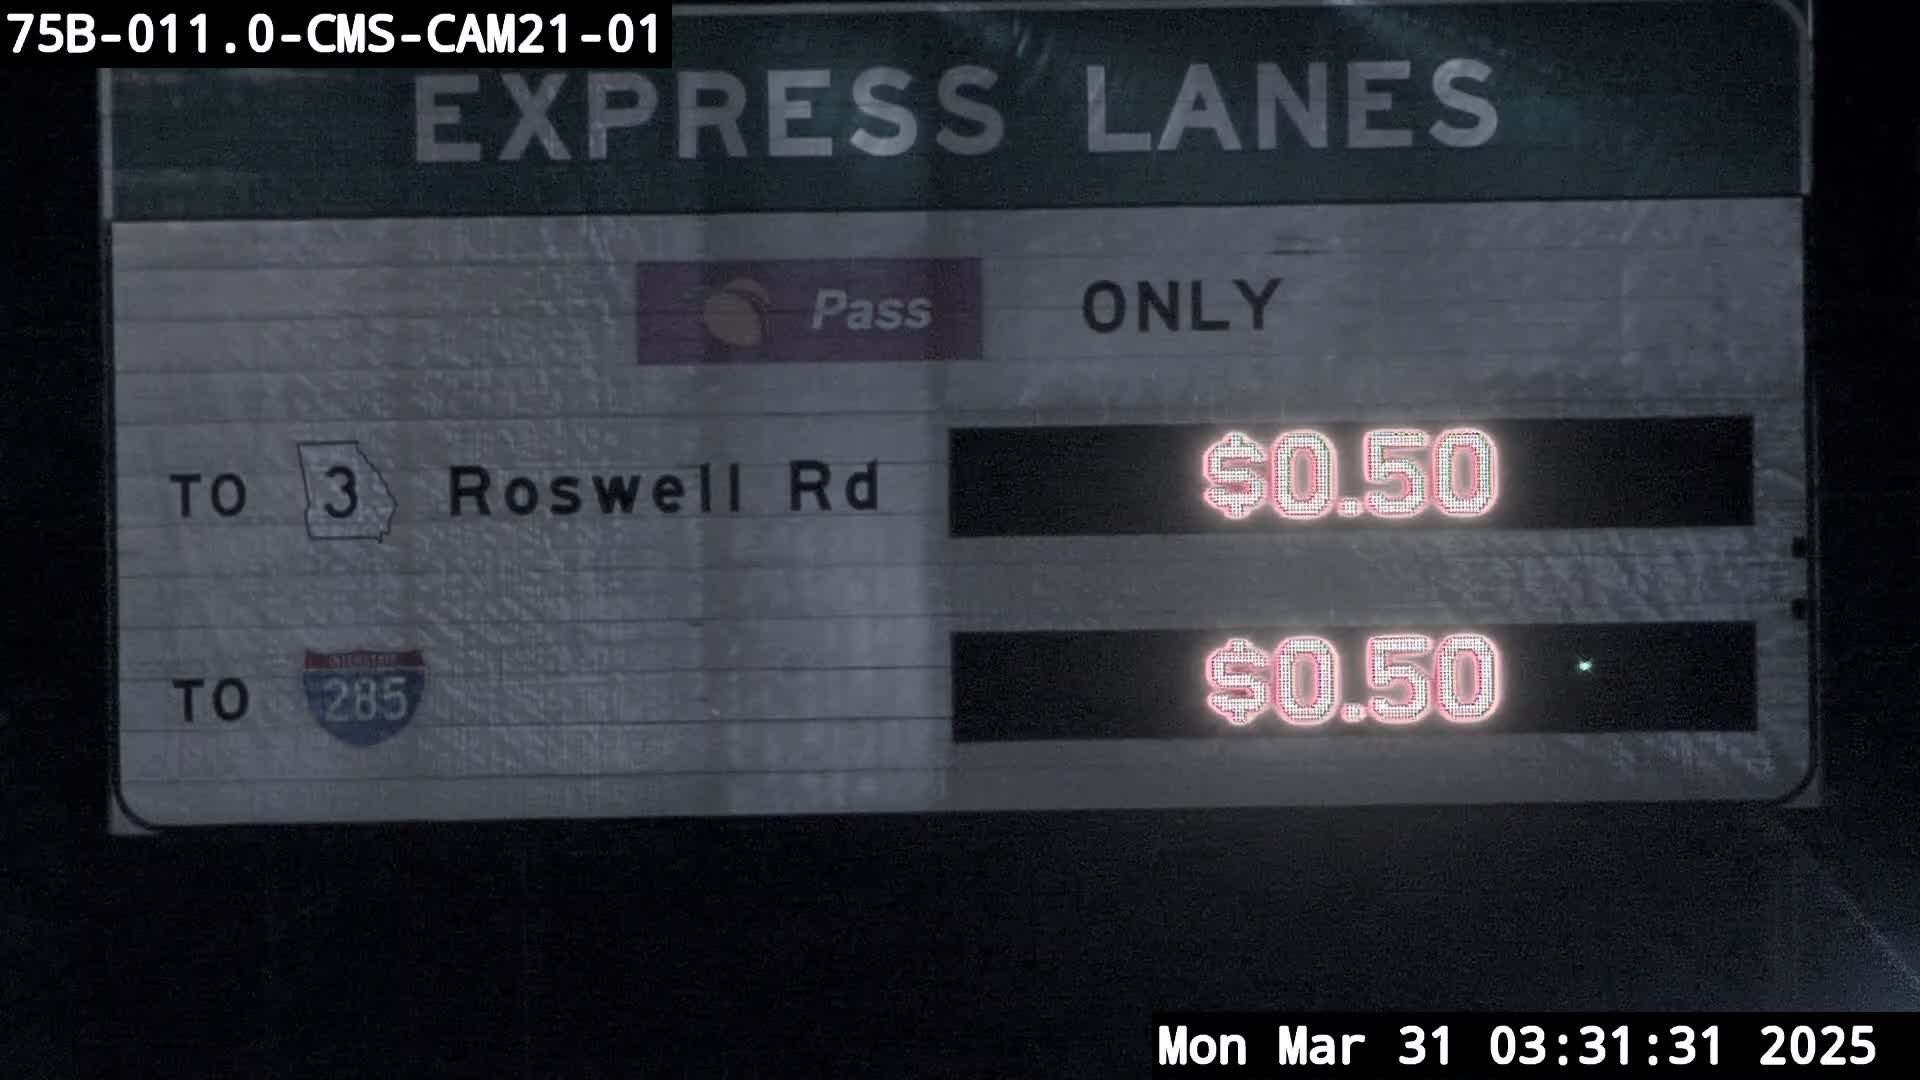 75B-011.0-CMS-CAM21-01
EXPRESS LANES
Pass ONLY
TO 3 Roswell Rd $0.50
TO INTERSTATE 285 $0.50
Mon Mar 31 03:31:31 2025